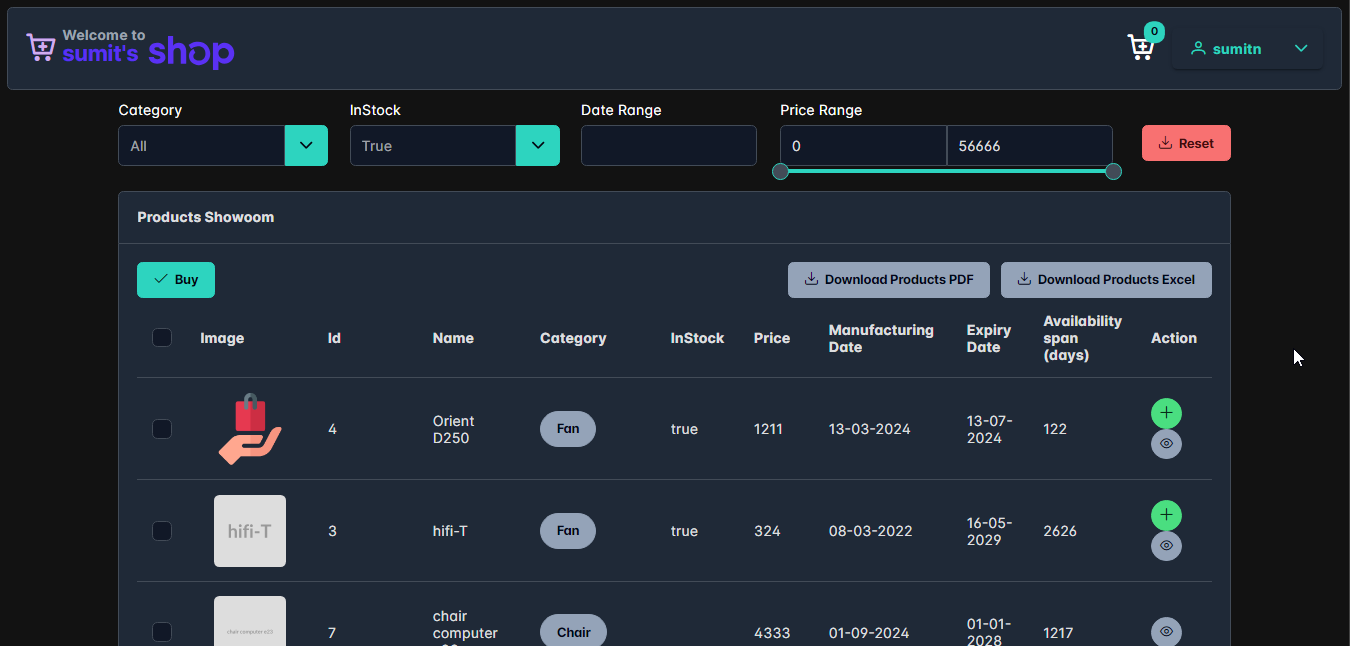 Welcome to
sumit's shop
0
sumitn
Category
InStock
Date Range
Price Range
All
True
0
56666
Reset
Products Showoom
Buy
Download Products PDF
Download Products Excel
Image
Id
Name
Category
InStock
Price
Manufacturing
Date
Expiry
Date
Availability
span
(days)
Action
4
Orient
D250
Fan
true
1211
13-03-2024
13-07-
2024
122
hifi-T
3
hifi-T
Fan
true
324
08-03-2022
16-05-
2029
2626
chair computer e23
7
chair
computer
Chair
4333
01-09-2024
01-01-
2028
1217